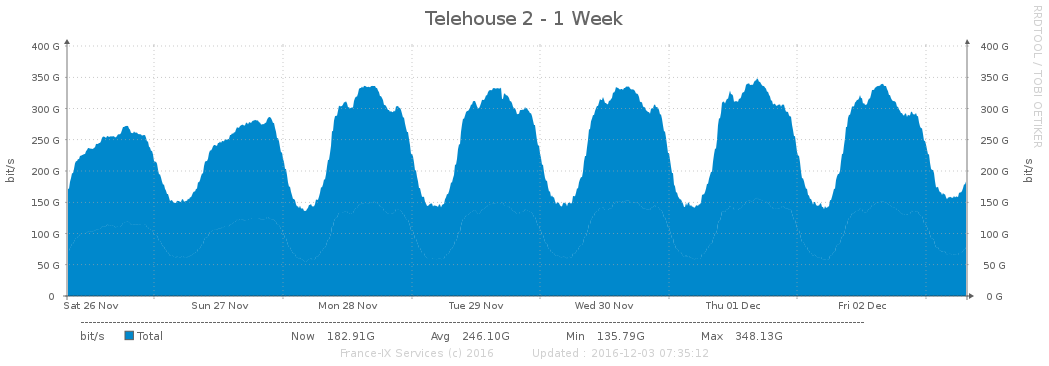 Telehouse 2 - 1 Week
RRDTOOL / TOBI OETIKER
400 G 400 G
350 G 350 G
300 G 300 G
250 G 250 G
200 G 200 G
150 G 150 G
100 G 100 G
50 G 50 G
0 0 G
bit/s bit/s
Sat 26 Nov Sun 27 Nov Mon 28 Nov Tue 29 Nov Wed 30 Nov Thu 01 Dec Fri 02 Dec
bit/s Total Now 182.91G Avg 246.10G Min 135.79G Max 348.13G
France-IX Services (c) 2016 Updated : 2016-12-03 07:35:12